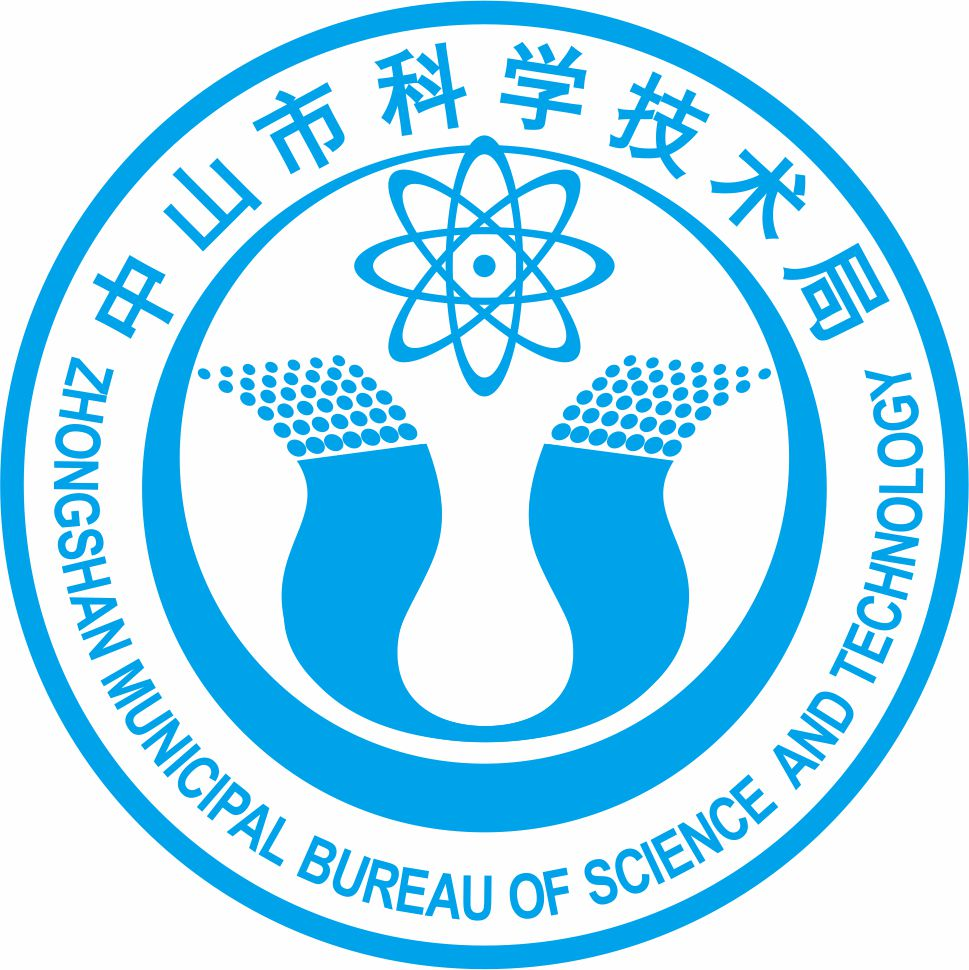 中山市科学技术局
ZHONGSHAN MUNICIPAL BUREAU OF SCIENCE AND TECHNOLOGY